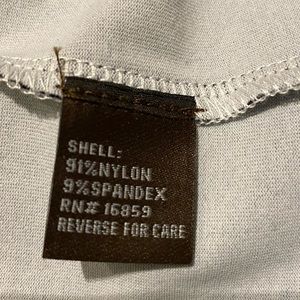 SHELL:
91%NYLON
9%SPANDEX
RN# 16859
REVERSE FOR CARE